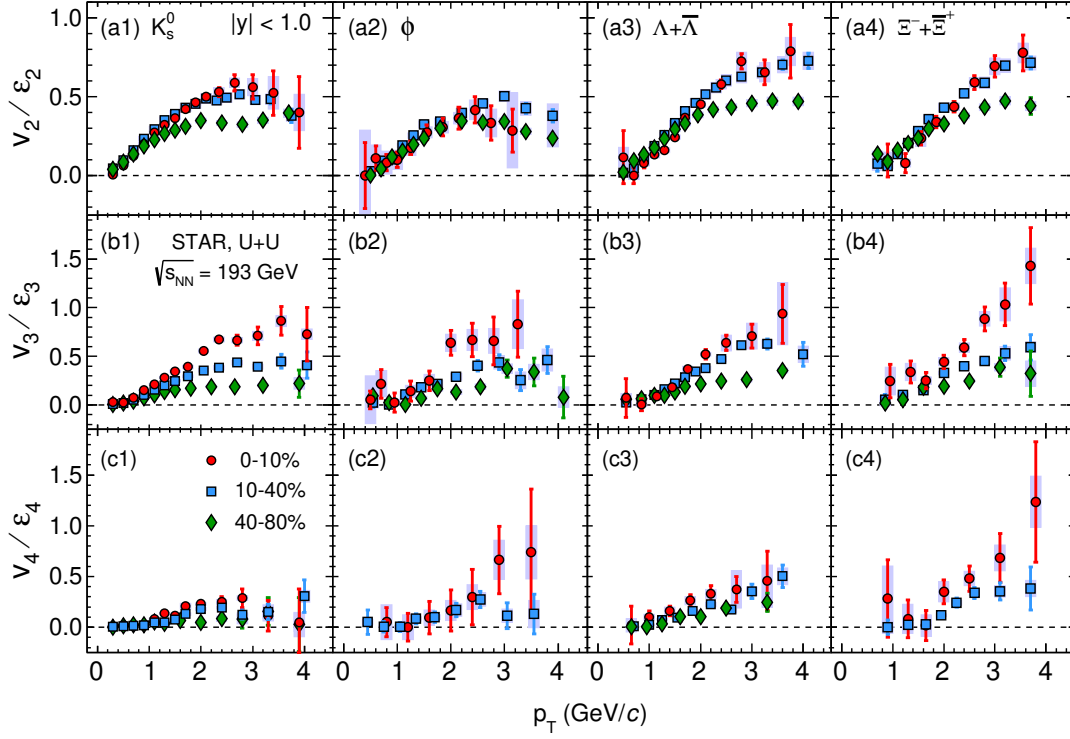 (a1) K⁰ₛ |y| < 1.0
(a2) ϕ
(a3) Λ+Λ̅
(a4) Ξ⁻+Ξ̅⁺
v₂/ε₂
1.0
0.5
0.0
(b1) STAR, U+U
√sNN = 193 GeV
(b2)
(b3)
(b4)
v₃/ε₃
1.5
1.0
0.5
0.0
(c1)
0-10%
10-40%
40-80%
(c2)
(c3)
(c4)
v₄/ε₄
1.5
1.0
0.5
0.0
0 1 2 3 4 0 1 2 3 4 0 1 2 3 4 0 1 2 3 4
pT (GeV/c)